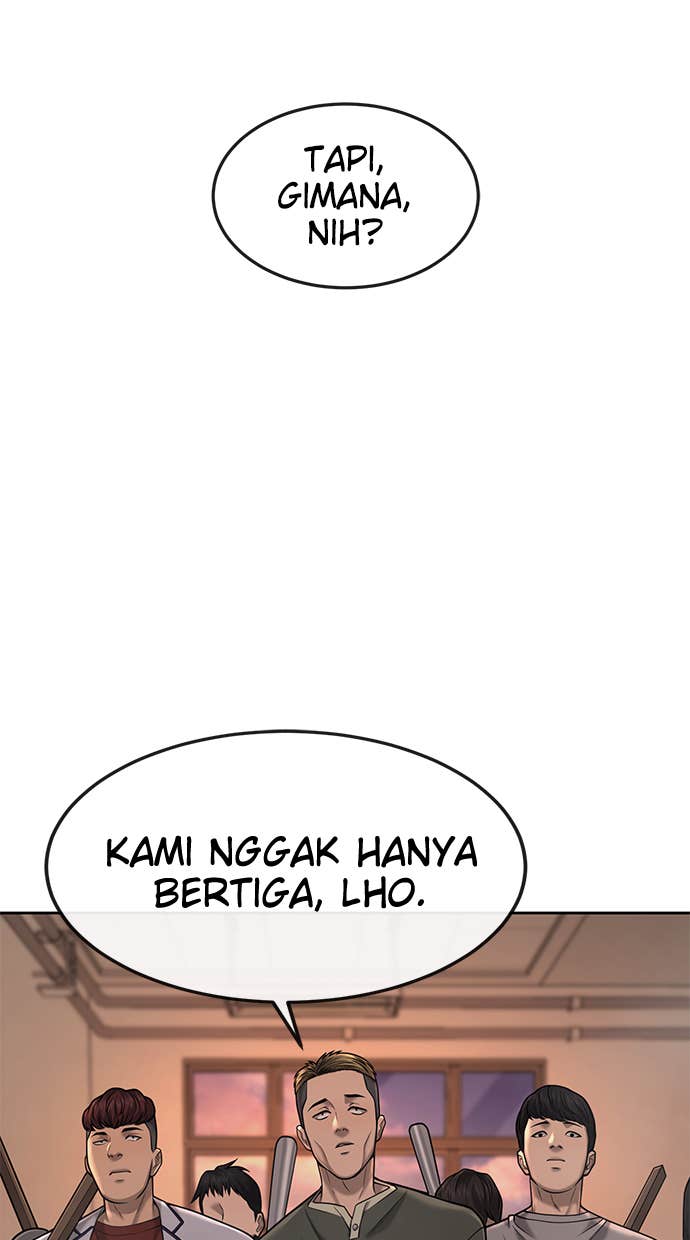 TAPI,
GIMANA,
NIH?
KAMI NGGAK HANYA
BERTIGA, LHO.